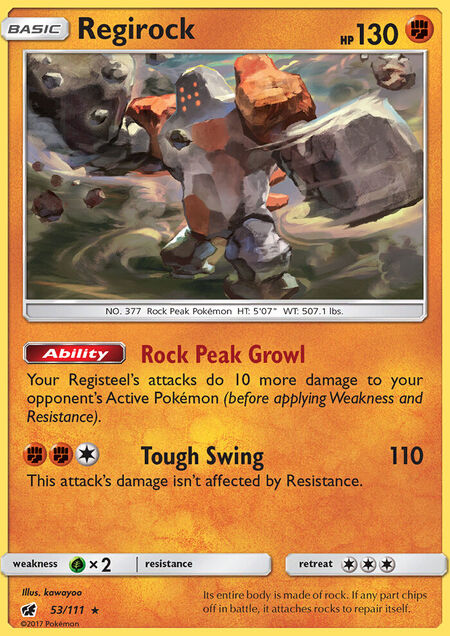 BASIC Regirock HP 130
NO. 377 Rock Peak Pokémon HT: 5'07" WT: 507.1 lbs.
Ability Rock Peak Growl
Your Registeel's attacks do 10 more damage to your
opponent's Active Pokémon (before applying Weakness and
Resistance).
Tough Swing 110
This attack's damage isn't affected by Resistance.
weakness ×2 resistance retreat
Illus. kawayoo
53/111 ★
©2017 Pokémon
Its entire body is made of rock. If any part chips
off in battle, it attaches rocks to repair itself.